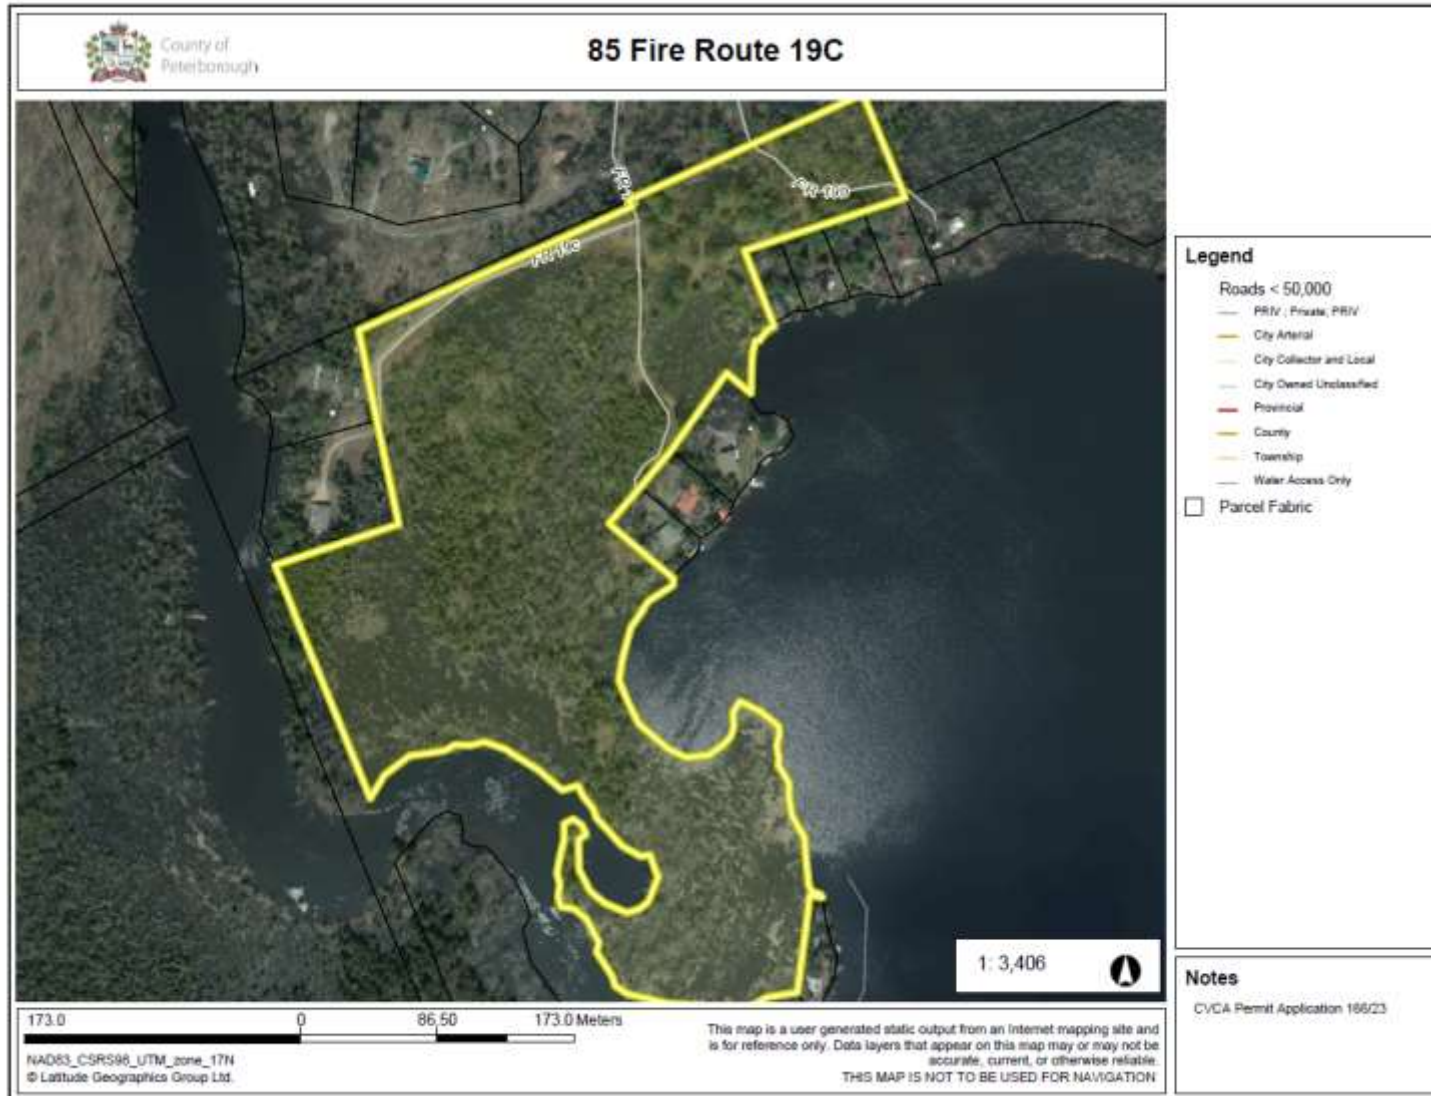 County of
Peterborough
85 Fire Route 19C
FR-19D
FR 19c
Legend
Roads < 50,000
PRIV ; Private; PRIV
City Arterial
City Collector and Local
City Owned Unclassified
Provincial
County
Township
Water Access Only
Parcel Fabric
1: 3,406
Notes
CVCA Permit Application 166/23
173.0 0 86.50 173.0 Meters
NAD83_CSRS98_UTM_zone_17N
© Latitude Geographics Group Ltd.
This map is a user generated static output from an Internet mapping site and
is for reference only. Data layers that appear on this map may or may not be
accurate, current, or otherwise reliable.
THIS MAP IS NOT TO BE USED FOR NAVIGATION